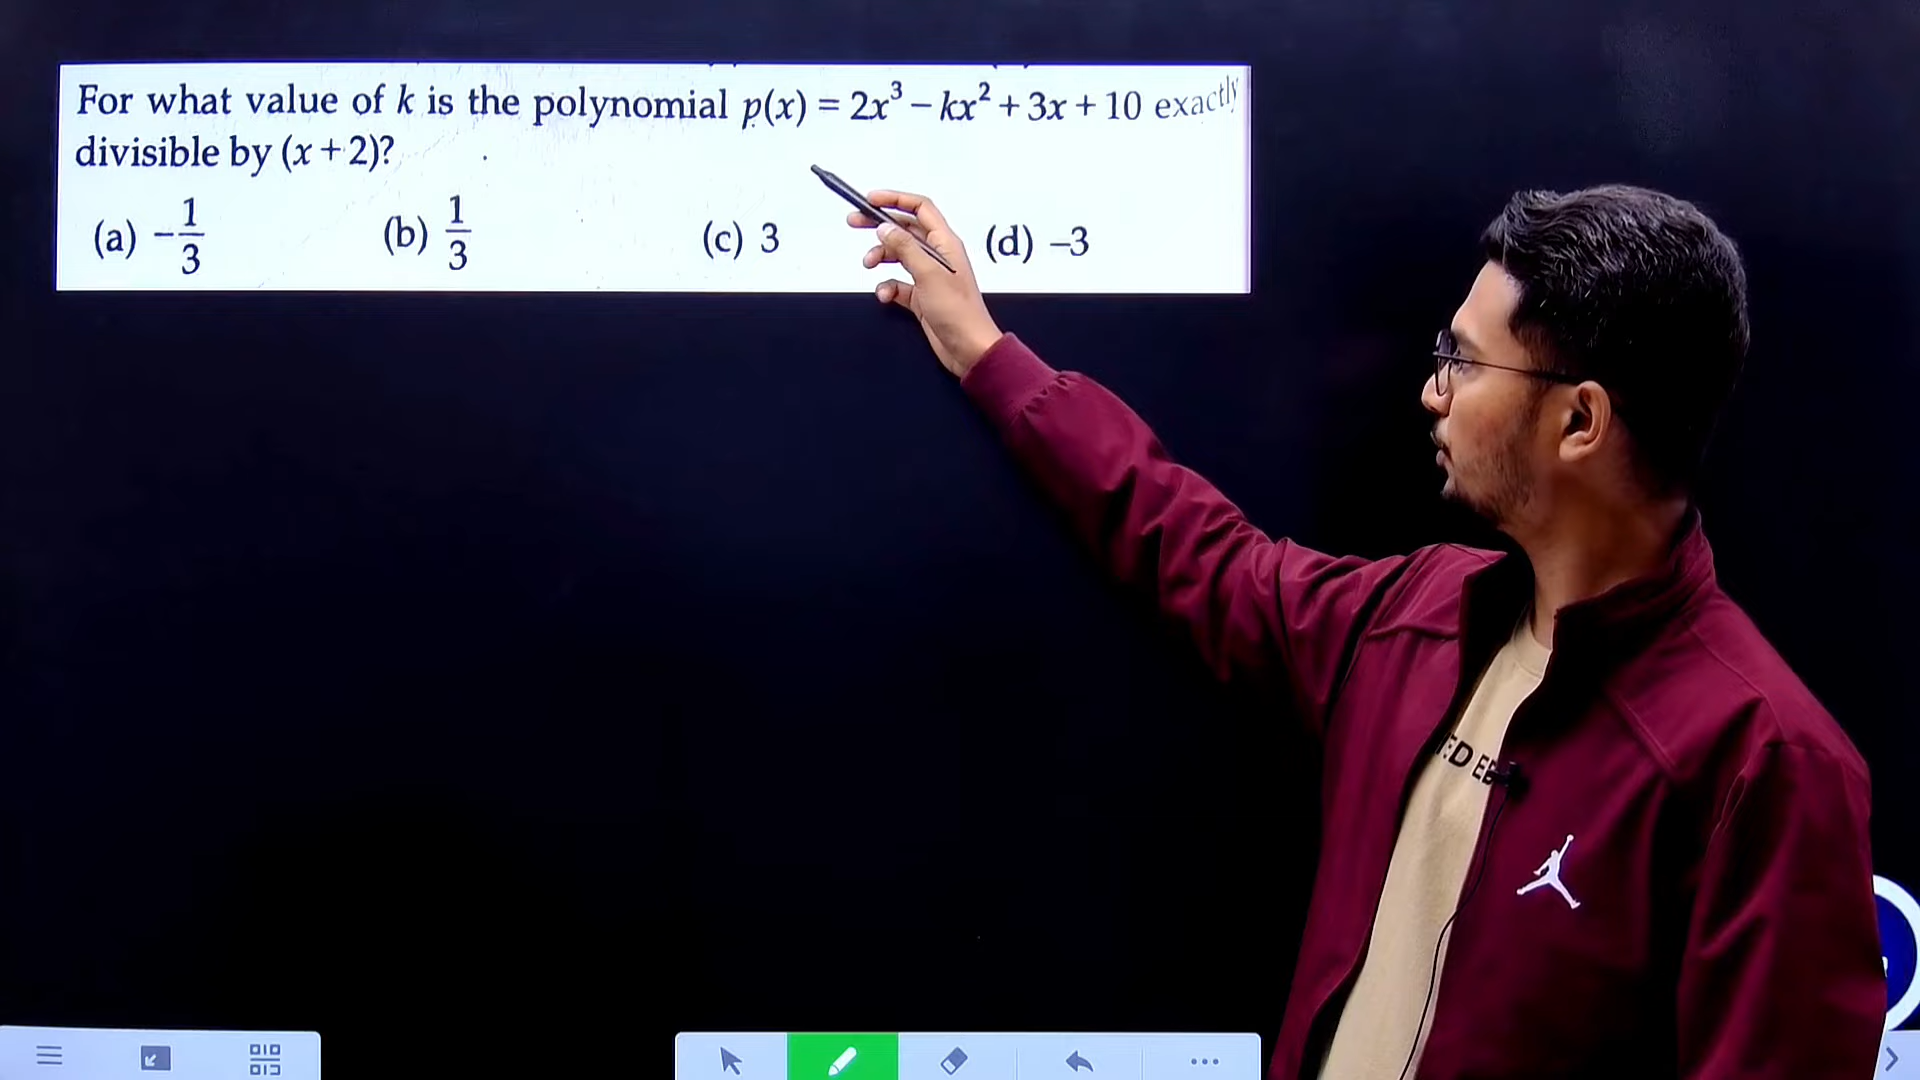 For what value of k is the polynomial p(x) = 2x³ – kx² + 3x + 10 exactly
divisible by (x + 2)?
(a) –1/3 (b) 1/3 (c) 3 (d) –3